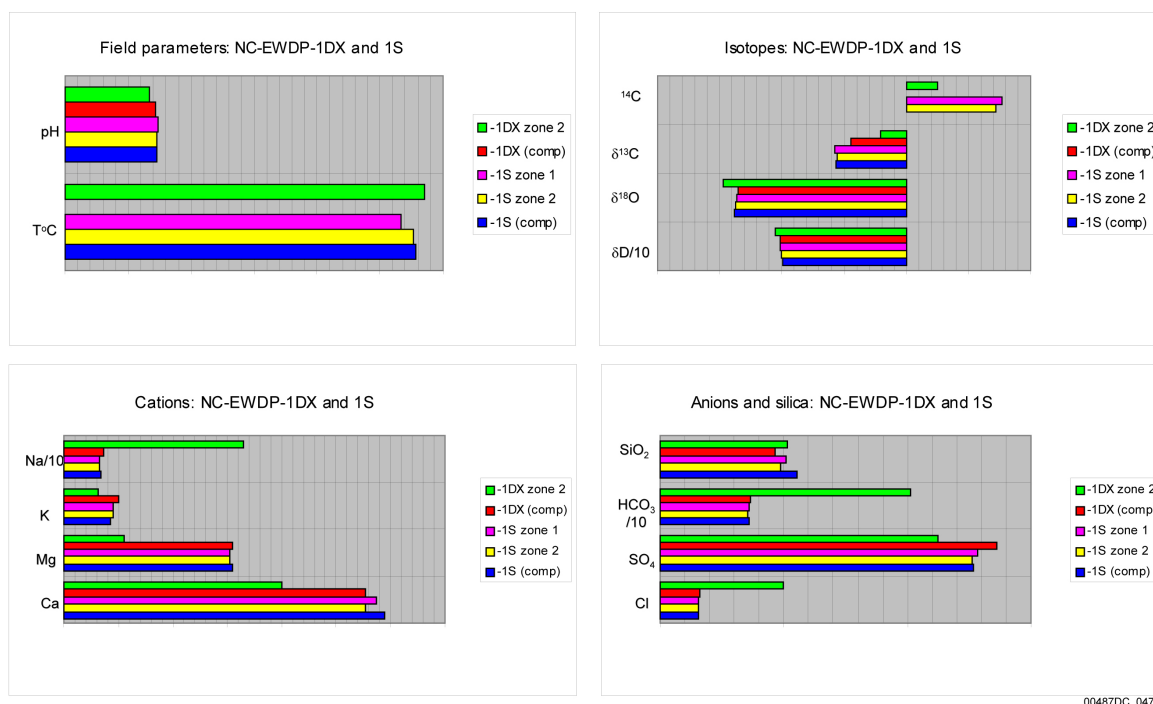 Field parameters: NC-EWDP-1DX and 1S
pH
T°C
-1DX zone 2
-1DX (comp)
-1S zone 1
-1S zone 2
-1S (comp)
Isotopes: NC-EWDP-1DX and 1S
¹⁴C
δ¹³C
δ¹⁸O
δD/10
-1DX zone 2
-1DX (comp)
-1S zone 1
-1S zone 2
-1S (comp)
Cations: NC-EWDP-1DX and 1S
Na/10
K
Mg
Ca
-1DX zone 2
-1DX (comp)
-1S zone 1
-1S zone 2
-1S (comp)
Anions and silica: NC-EWDP-1DX and 1S
SiO₂
HCO₃
/10
SO₄
Cl
-1DX zone 2
-1DX (comp
-1S zone 1
-1S zone 2
-1S (comp)
00487DC_047